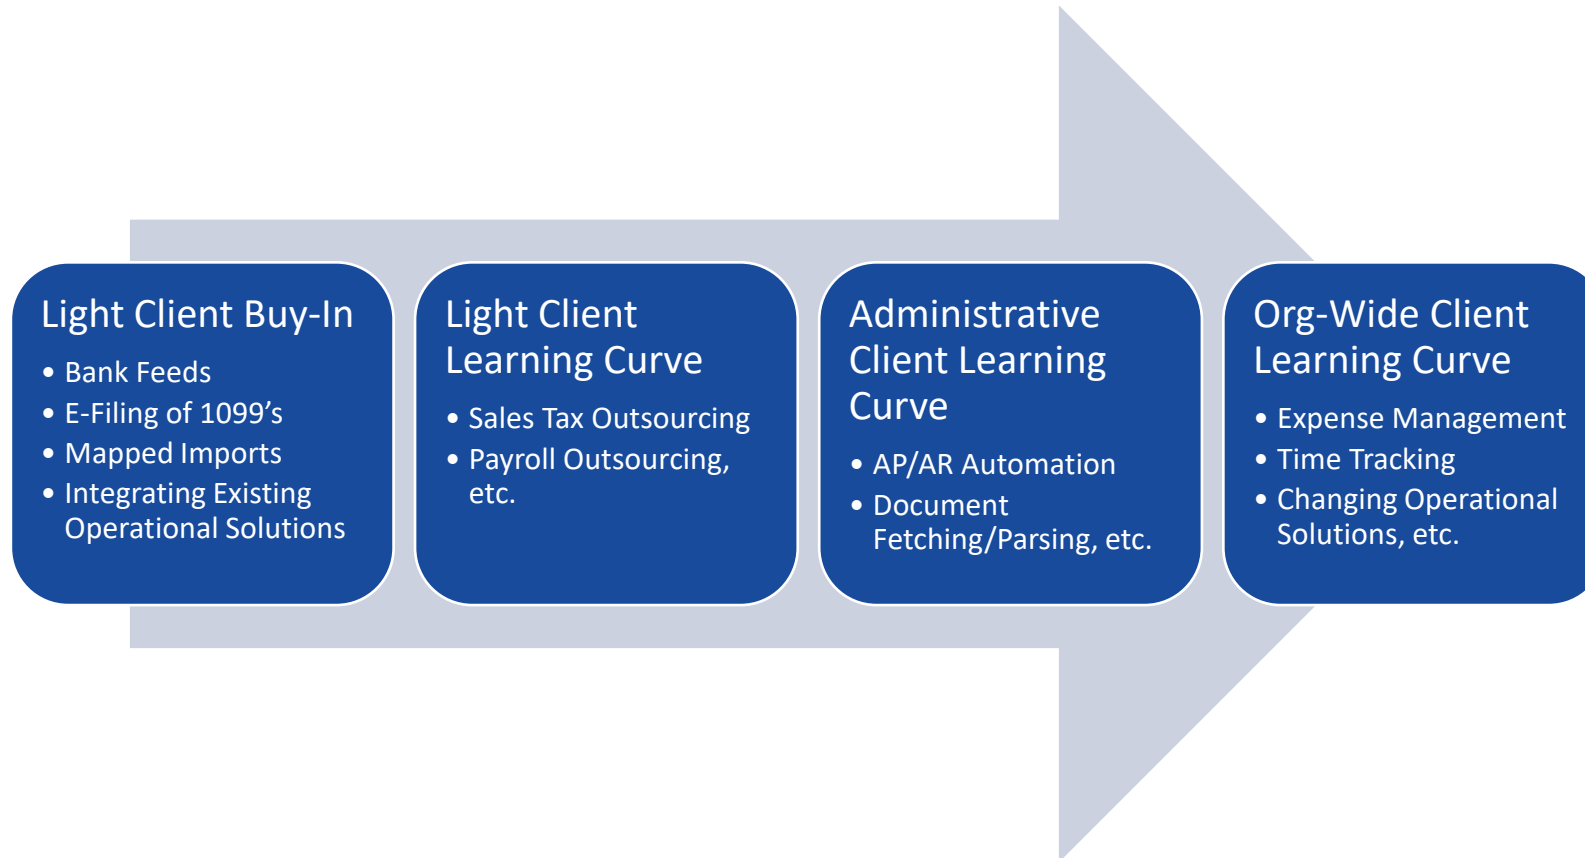 Light Client Buy-In
• Bank Feeds
• E-Filing of 1099’s
• Mapped Imports
• Integrating Existing
Operational Solutions
Light Client
Learning Curve
• Sales Tax Outsourcing
• Payroll Outsourcing,
etc.
Administrative
Client Learning
Curve
• AP/AR Automation
• Document
Fetching/Parsing, etc.
Org-Wide Client
Learning Curve
• Expense Management
• Time Tracking
• Changing Operational
Solutions, etc.